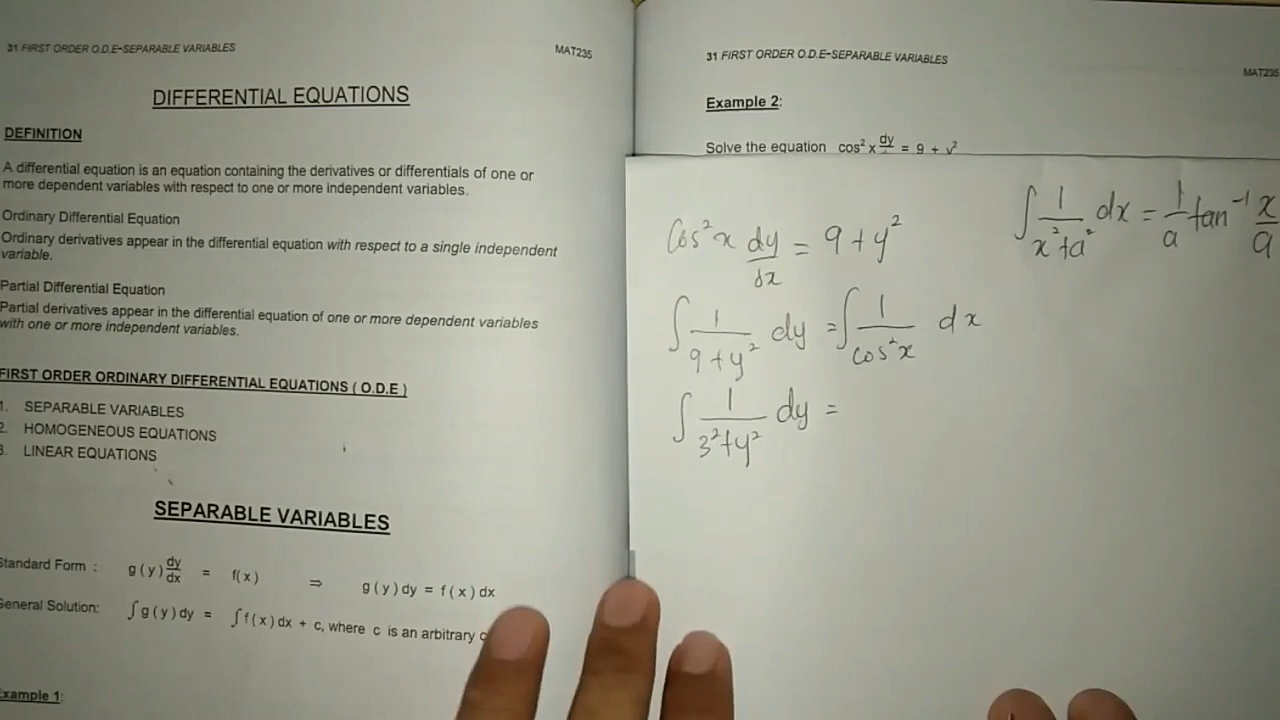 31 FIRST ORDER O.D.E-SEPARABLE VARIABLES MAT235
DIFFERENTIAL EQUATIONS
DEFINITION
A differential equation is an equation containing the derivatives or differentials of one or
more dependent variables with respect to one or more independent variables.
Ordinary Differential Equation
Ordinary derivatives appear in the differential equation with respect to a single independent
variable.
Partial Differential Equation
Partial derivatives appear in the differential equation of one or more dependent variables
with one or more independent variables.
FIRST ORDER ORDINARY DIFFERENTIAL EQUATIONS ( O.D.E )
1. SEPARABLE VARIABLES
2. HOMOGENEOUS EQUATIONS
3. LINEAR EQUATIONS
SEPARABLE VARIABLES
Standard Form : g ( y ) dy/dx = f( x ) ⇒ g ( y ) dy = f ( x ) dx
General Solution: ∫ g ( y ) dy = ∫ f ( x ) dx + c, where c is an arbitrary
Example 1:
31 FIRST ORDER O.D.E-SEPARABLE VARIABLES MAT235
Example 2:
Solve the equation cos² x dy/ = 9 + y²
Cos² x dy/dx = 9 + y²
∫ 1/(9 + y²) dy = ∫ 1/(cos² x) dx
∫ 1/(3² + y²) dy =
∫ 1/(x² + a²) dx = 1/a tan⁻¹ x/a